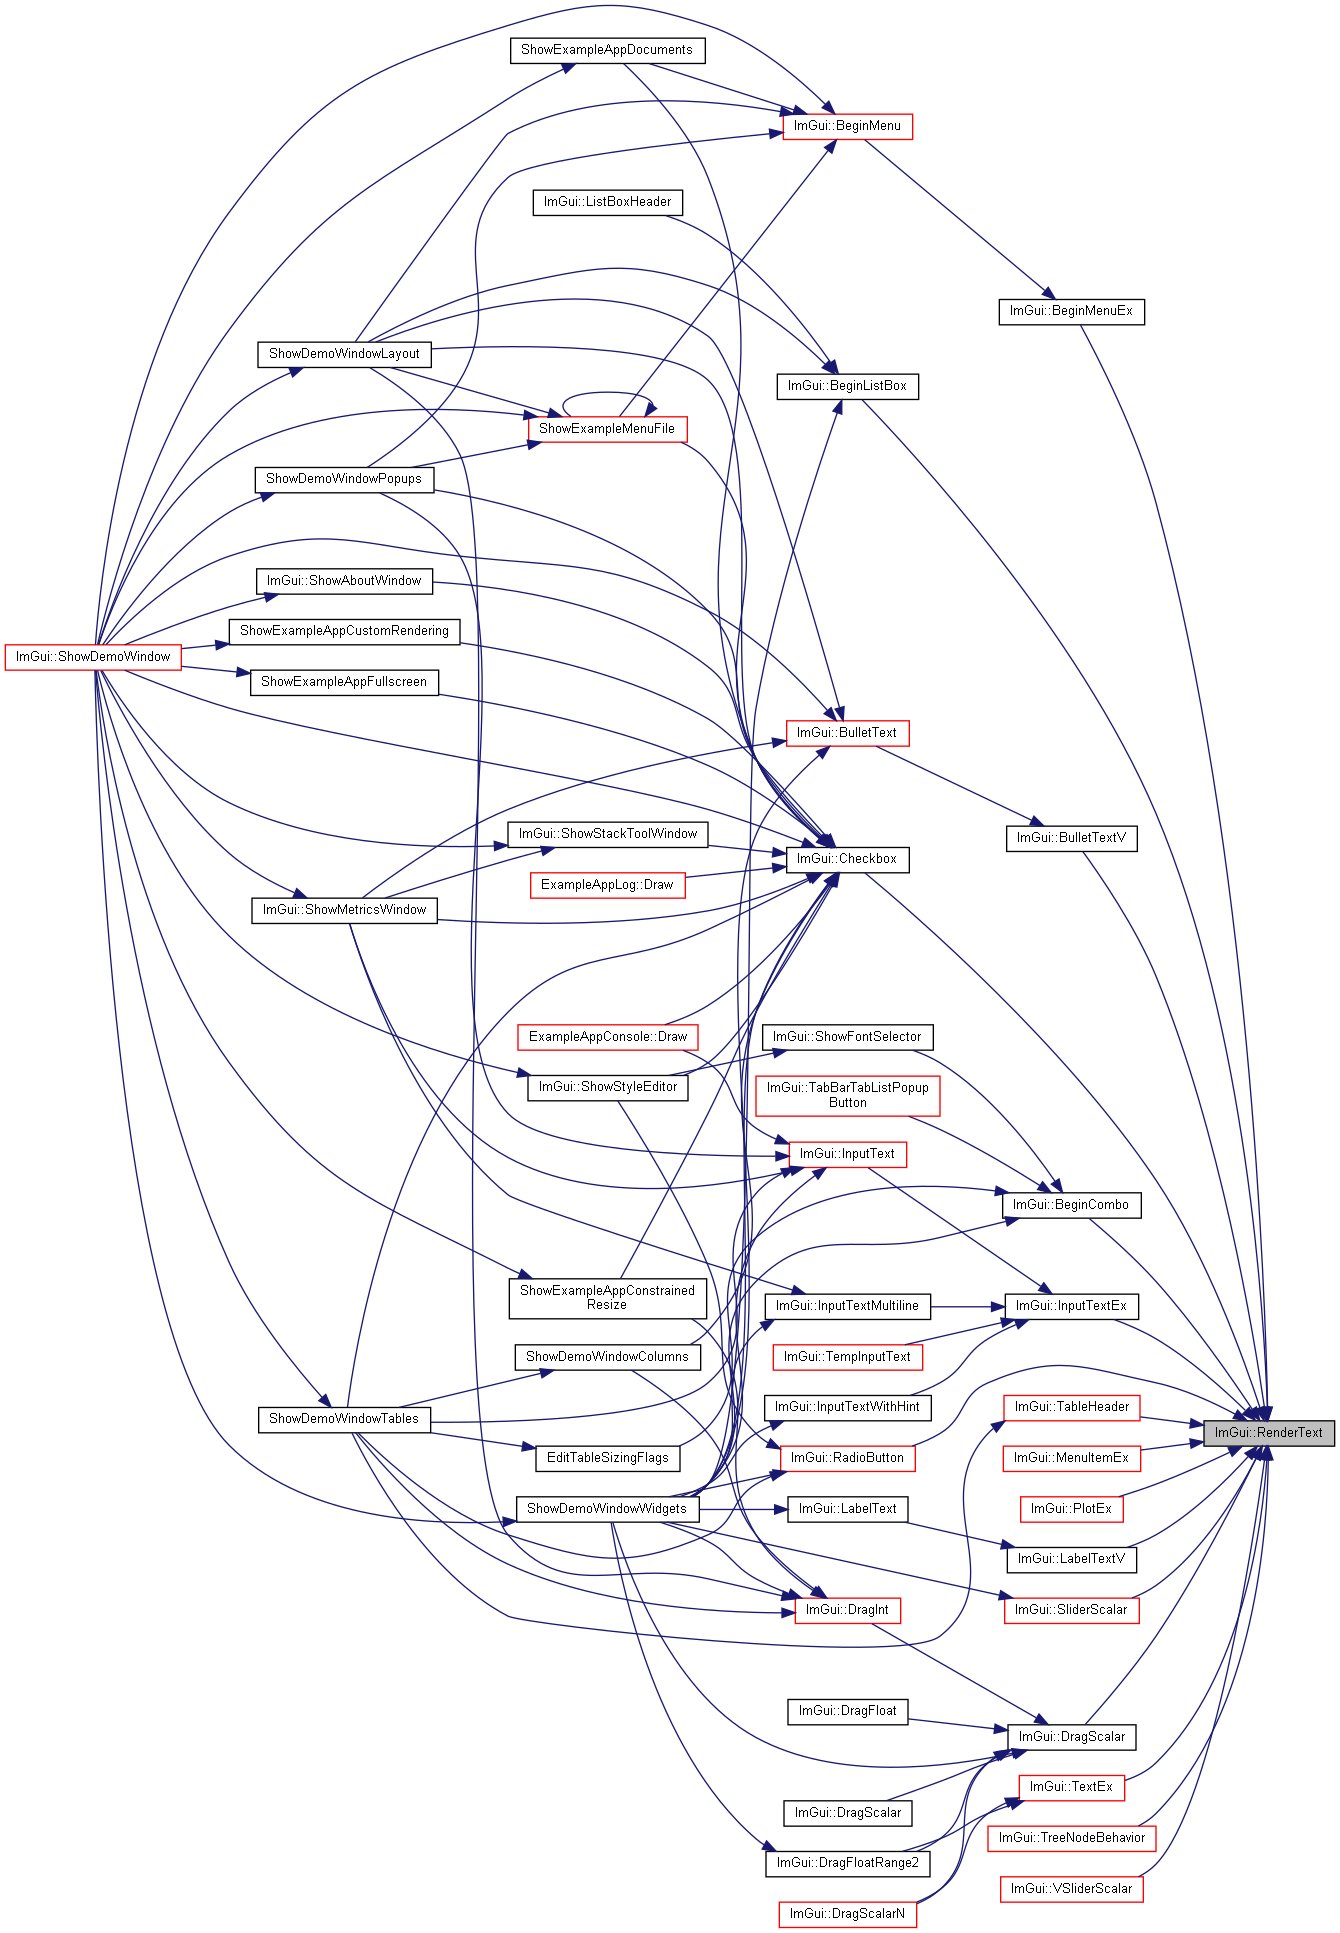 ShowExampleAppDocuments
ImGui::BeginMenu
ImGui::ListBoxHeader
ImGui::BeginMenuEx
ShowDemoWindowLayout
ImGui::BeginListBox
ShowExampleMenuFile
ShowDemoWindowPopups
ImGui::ShowAboutWindow
ShowExampleAppCustomRendering
ImGui::ShowDemoWindow
ShowExampleAppFullscreen
ImGui::BulletText
ImGui::ShowStackToolWindow
ImGui::BulletTextV
ImGui::Checkbox
ExampleAppLog::Draw
ImGui::ShowMetricsWindow
ExampleAppConsole::Draw
ImGui::ShowFontSelector
ImGui::ShowStyleEditor
ImGui::TabBarTabListPopup
Button
ImGui::InputText
ImGui::BeginCombo
ShowExampleAppConstrained
Resize
ImGui::InputTextMultiline
ImGui::InputTextEx
ShowDemoWindowColumns
ImGui::TempInputText
ShowDemoWindowTables
ImGui::InputTextWithHint
ImGui::TableHeader
ImGui::RenderText
EditTableSizingFlags
ImGui::RadioButton
ImGui::MenuItemEx
ShowDemoWindowWidgets
ImGui::LabelText
ImGui::PlotEx
ImGui::LabelTextV
ImGui::DragInt
ImGui::SliderScalar
ImGui::DragFloat
ImGui::DragScalar
ImGui::TextEx
ImGui::DragScalar
ImGui::TreeNodeBehavior
ImGui::DragFloatRange2
ImGui::VSliderScalar
ImGui::DragScalarN